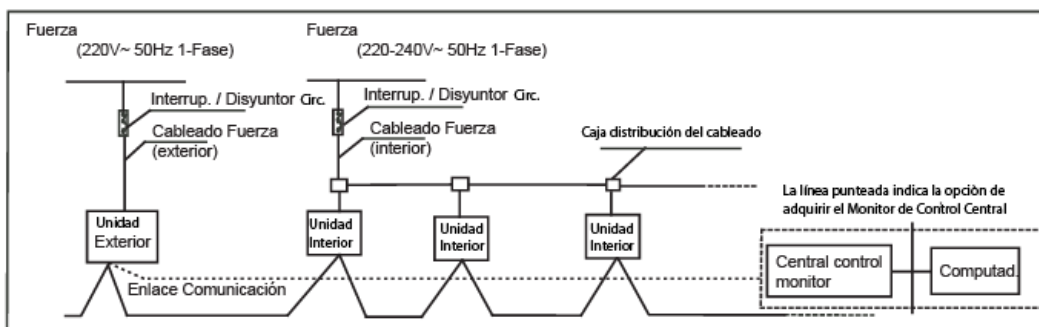 Fuerza
(220V~ 50Hz 1-Fase)
Fuerza
(220-240V~ 50Hz 1-Fase)
Interrup. / Disyuntor Circ.
Interrup. / Disyuntor Circ.
Cableado Fuerza
(exterior)
Cableado Fuerza
(interior)
Caja distribución del cableado
La línea punteada indica la opciòn de
adquirir el Monitor de Contròl Central
Unidad
Exterior
Unidad
Interior
Unidad
Interior
Unidad
Interior
Central control
monitor
Computad.
Enlace Comunicación